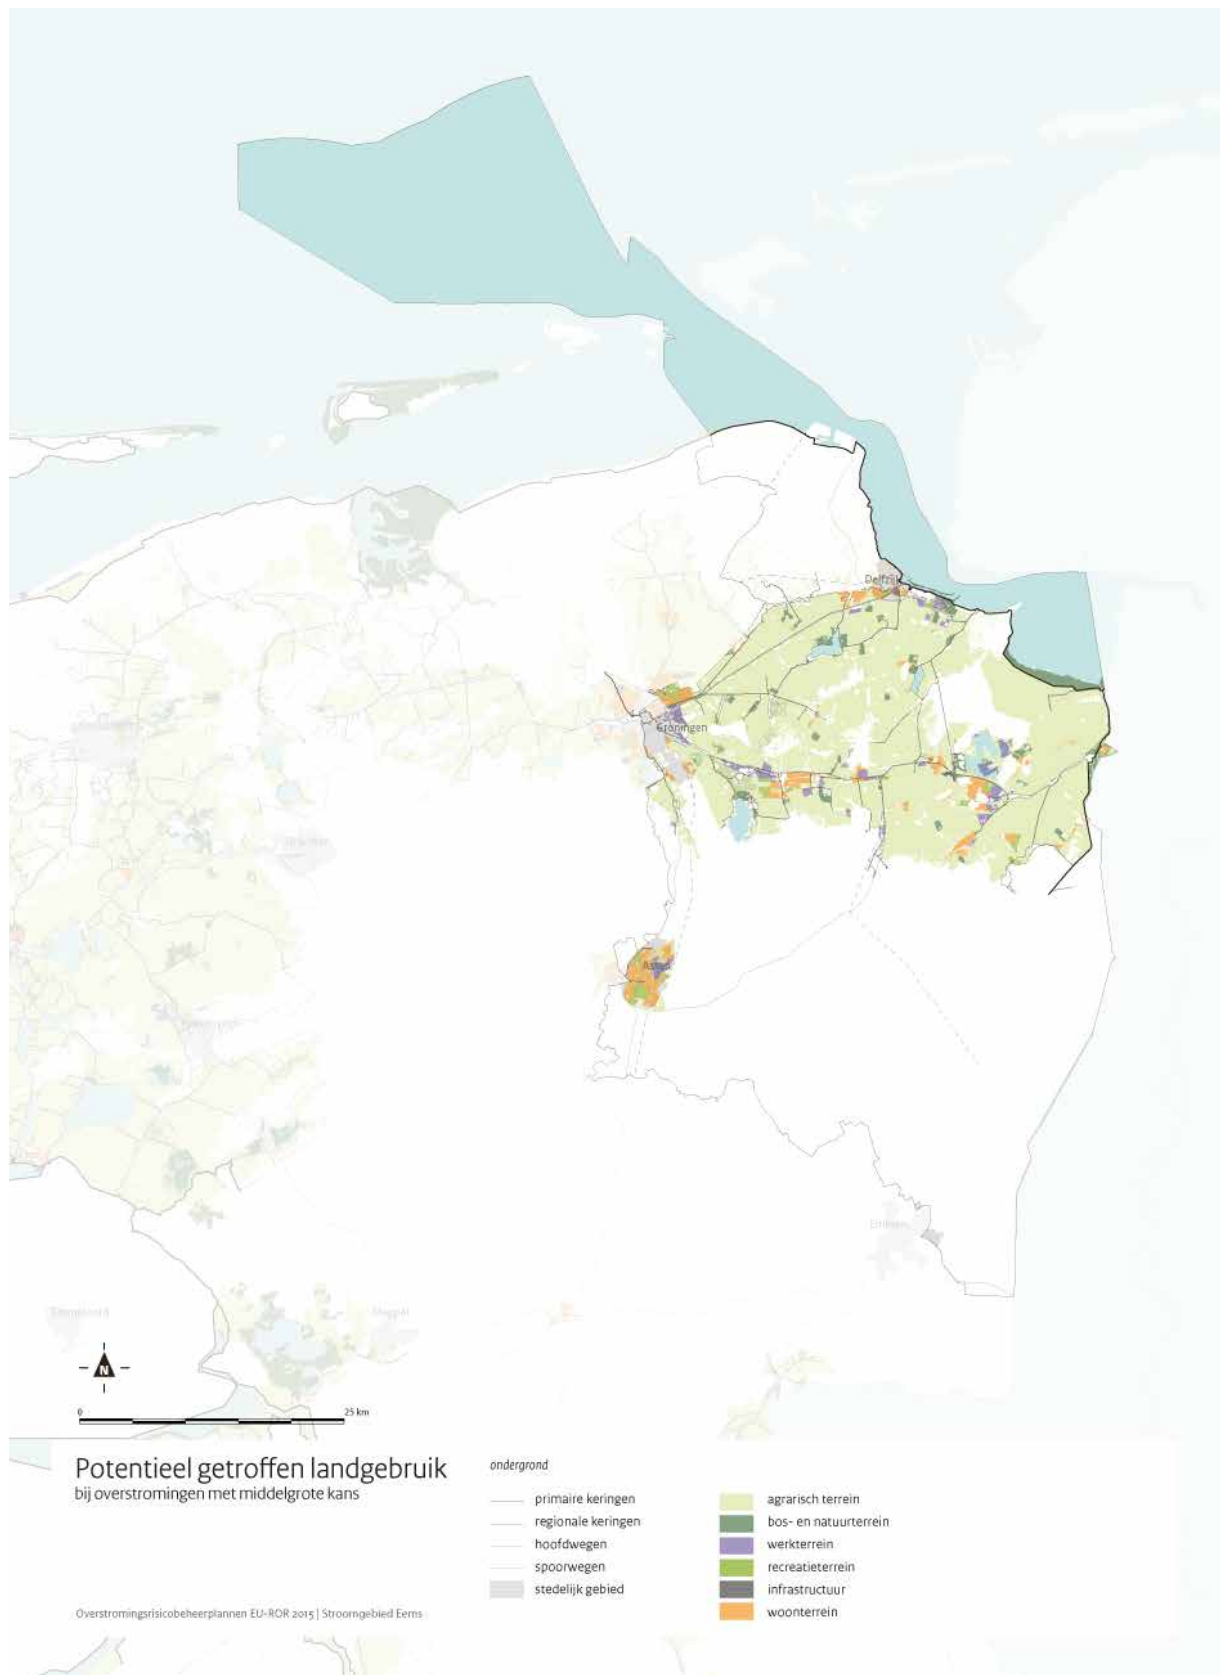 Delfzijl
Groningen
Assen
Emmen
Meppel
N
0
25 km
Potentieel getroffen landgebruik
bij overstromingen met middelgrote kans
ondergrond
primaire keringen
regionale keringen
hoofdwegen
spoorwegen
stedelijk gebied
agrarisch terrein
bos- en natuurterrein
werkterrein
recreatieterrein
infrastructuur
woonterrein
Overstromingsrisicobeheerplannen EU-ROR 2015 | Stroomgebied Eems